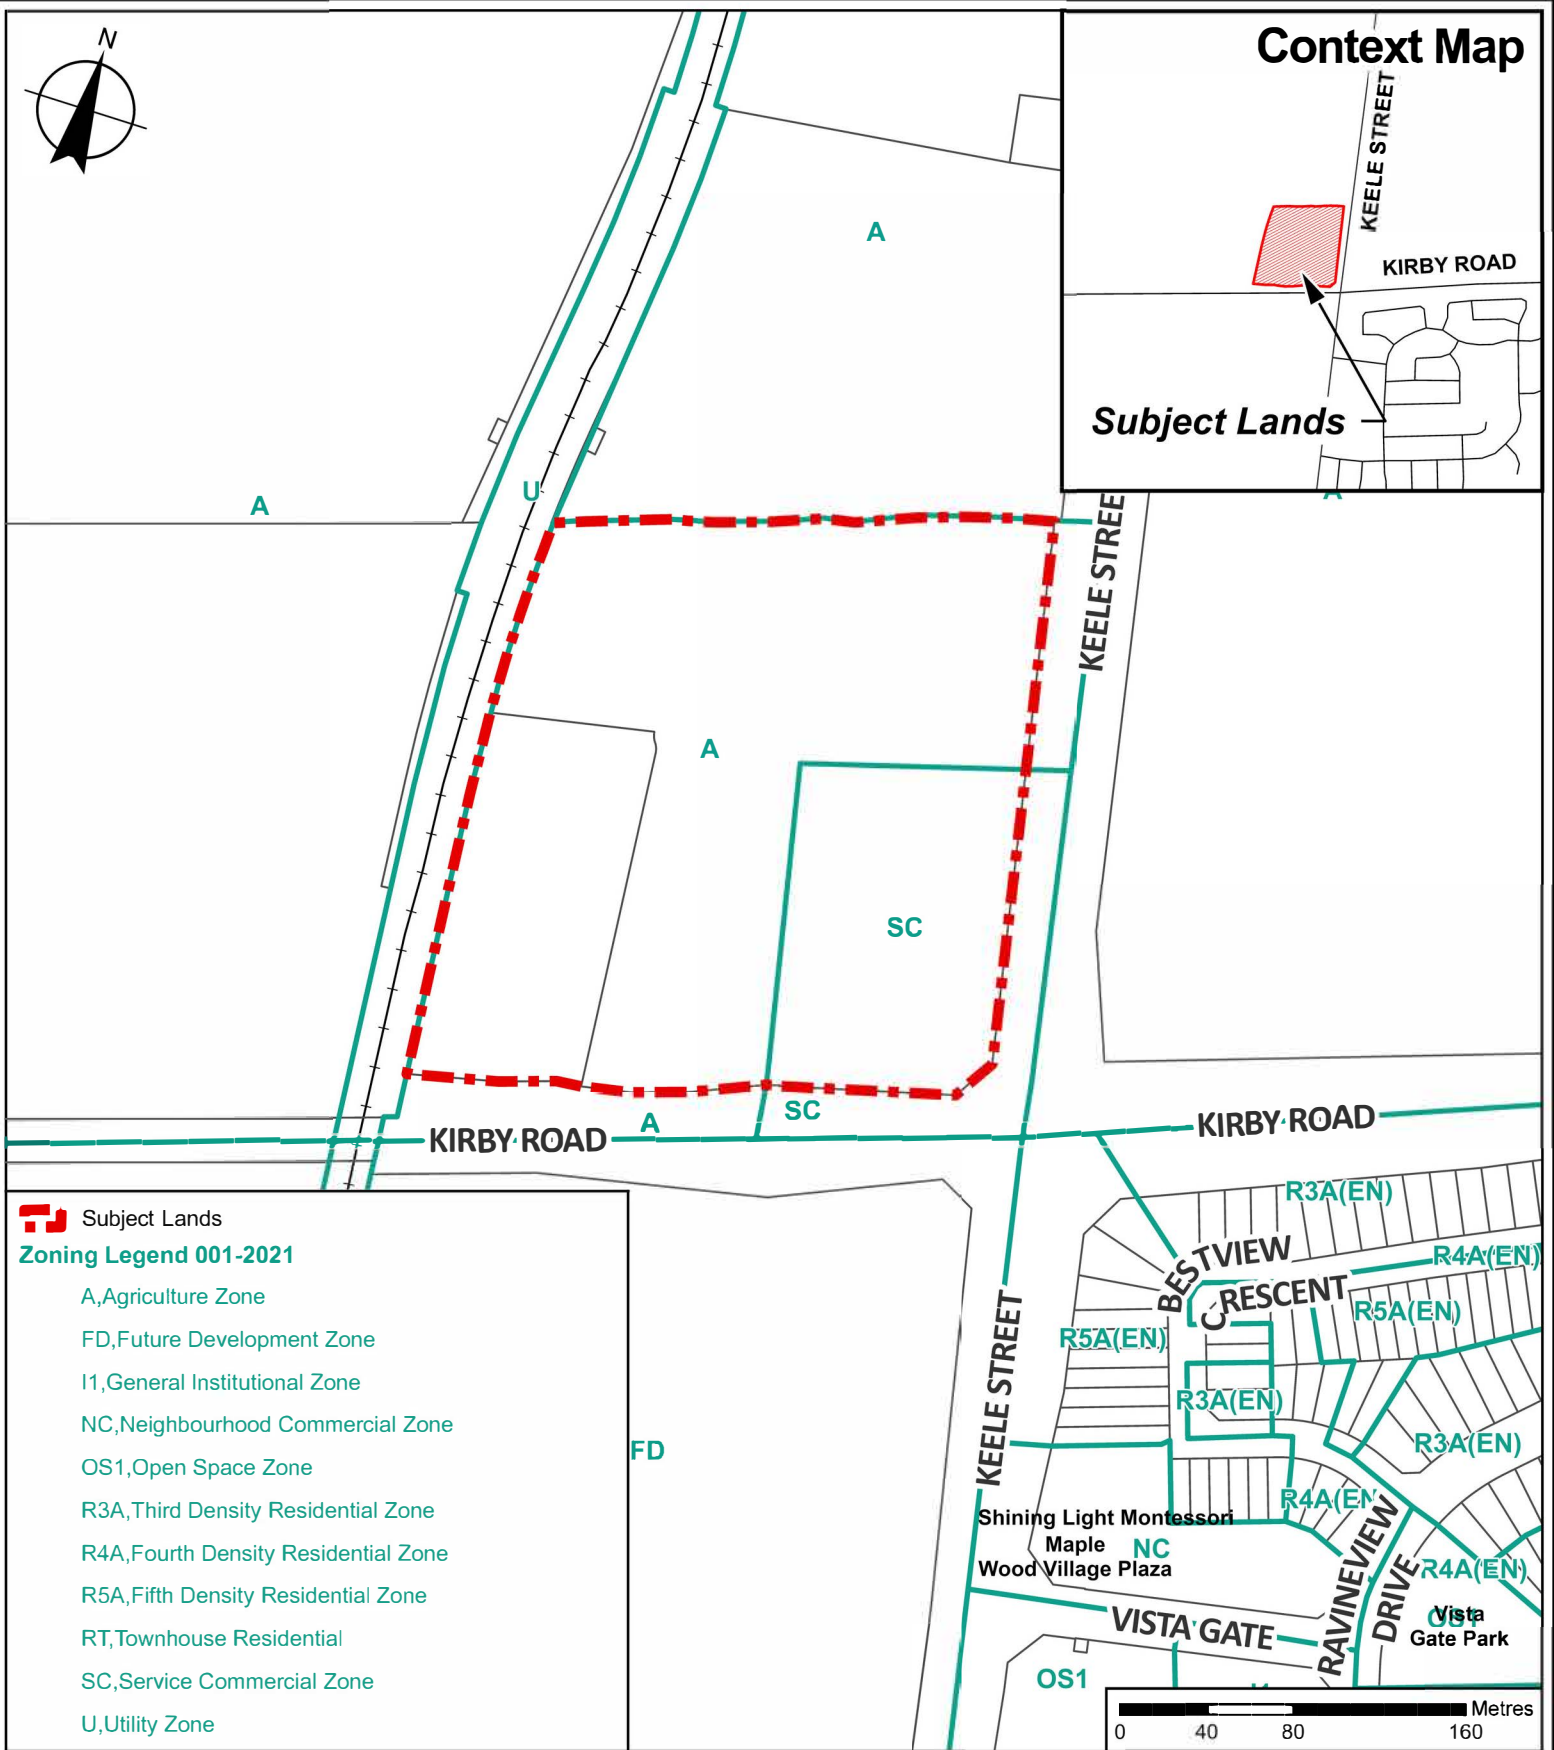 N
Context Map
KEELE STREET
KIRBY ROAD
Subject Lands
A
A
U
A
KEELE STREE
A
SC
A
SC
KIRBY ROAD
KIRBY ROAD
R3A(EN)
BESTVIEW
CRESCENT
R4A(EN)
R5A(EN)
R5A(EN)
R3A(EN)
R3A(EN)
R4A(EN
KEELE STREET
FD
Shining Light Montessori
Maple
Wood Village Plaza
NC
R4A(EN)
VISTA GATE
RAVINEVIEW
DRIVE
OS1
Vista
Gate Park
OS1
Subject Lands
Zoning Legend 001-2021
A,Agriculture Zone
FD,Future Development Zone
I1,General Institutional Zone
NC,Neighbourhood Commercial Zone
OS1,Open Space Zone
R3A,Third Density Residential Zone
R4A,Fourth Density Residential Zone
R5A,Fifth Density Residential Zone
RT,Townhouse Residential
SC,Service Commercial Zone
U,Utility Zone
Metres
0 40 80 160